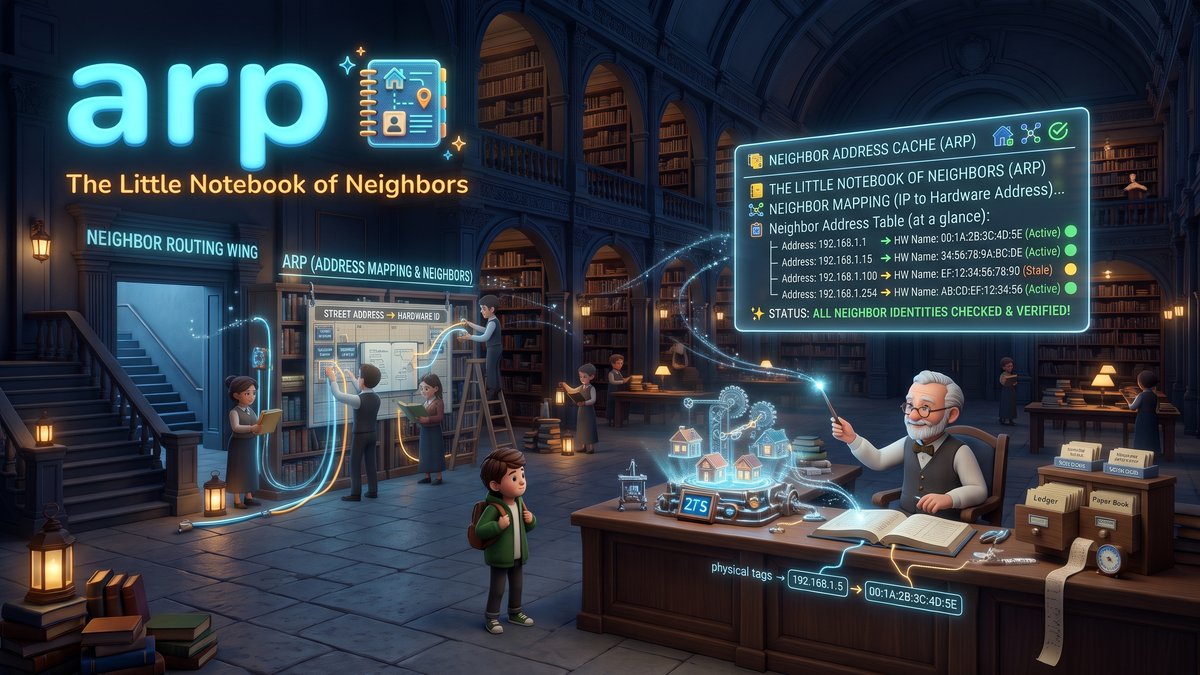 arp
The Little Notebook of Neighbors
NEIGHBOR ROUTING WING
ARP (ADDRESS MAPPING & NEIGHBORS)
STREET ADDRESS → HARDWARE ID
NEIGHBOR ADDRESS CACHE (ARP)
THE LITTLE NOTEBOOK OF NEIGHBORS (ARP)
NEIGHBOR MAPPING (IP to Hardware Address)...
Neighbor Address Table (at a glance):
Address: 192.168.1.1 → HW Name: 00:1A:2B:3C:4D:5E (Active)
Address: 192.168.1.15 → HW Name: 34:56:78:9A:BC:DE (Active)
Address: 192.168.1.100 → HW Name: EF:12:34:56:78:90 (Stale)
Address: 192.168.1.254 → HW Name: AB:CD:EF:12:34:56 (Active)
STATUS: ALL NEIGHBOR IDENTITIES CHECKED & VERIFIED!
ZTS
Ledger
Paper Book
physical tags → 192.168.1.5 → 00:1A:2B:3C:4D:5E